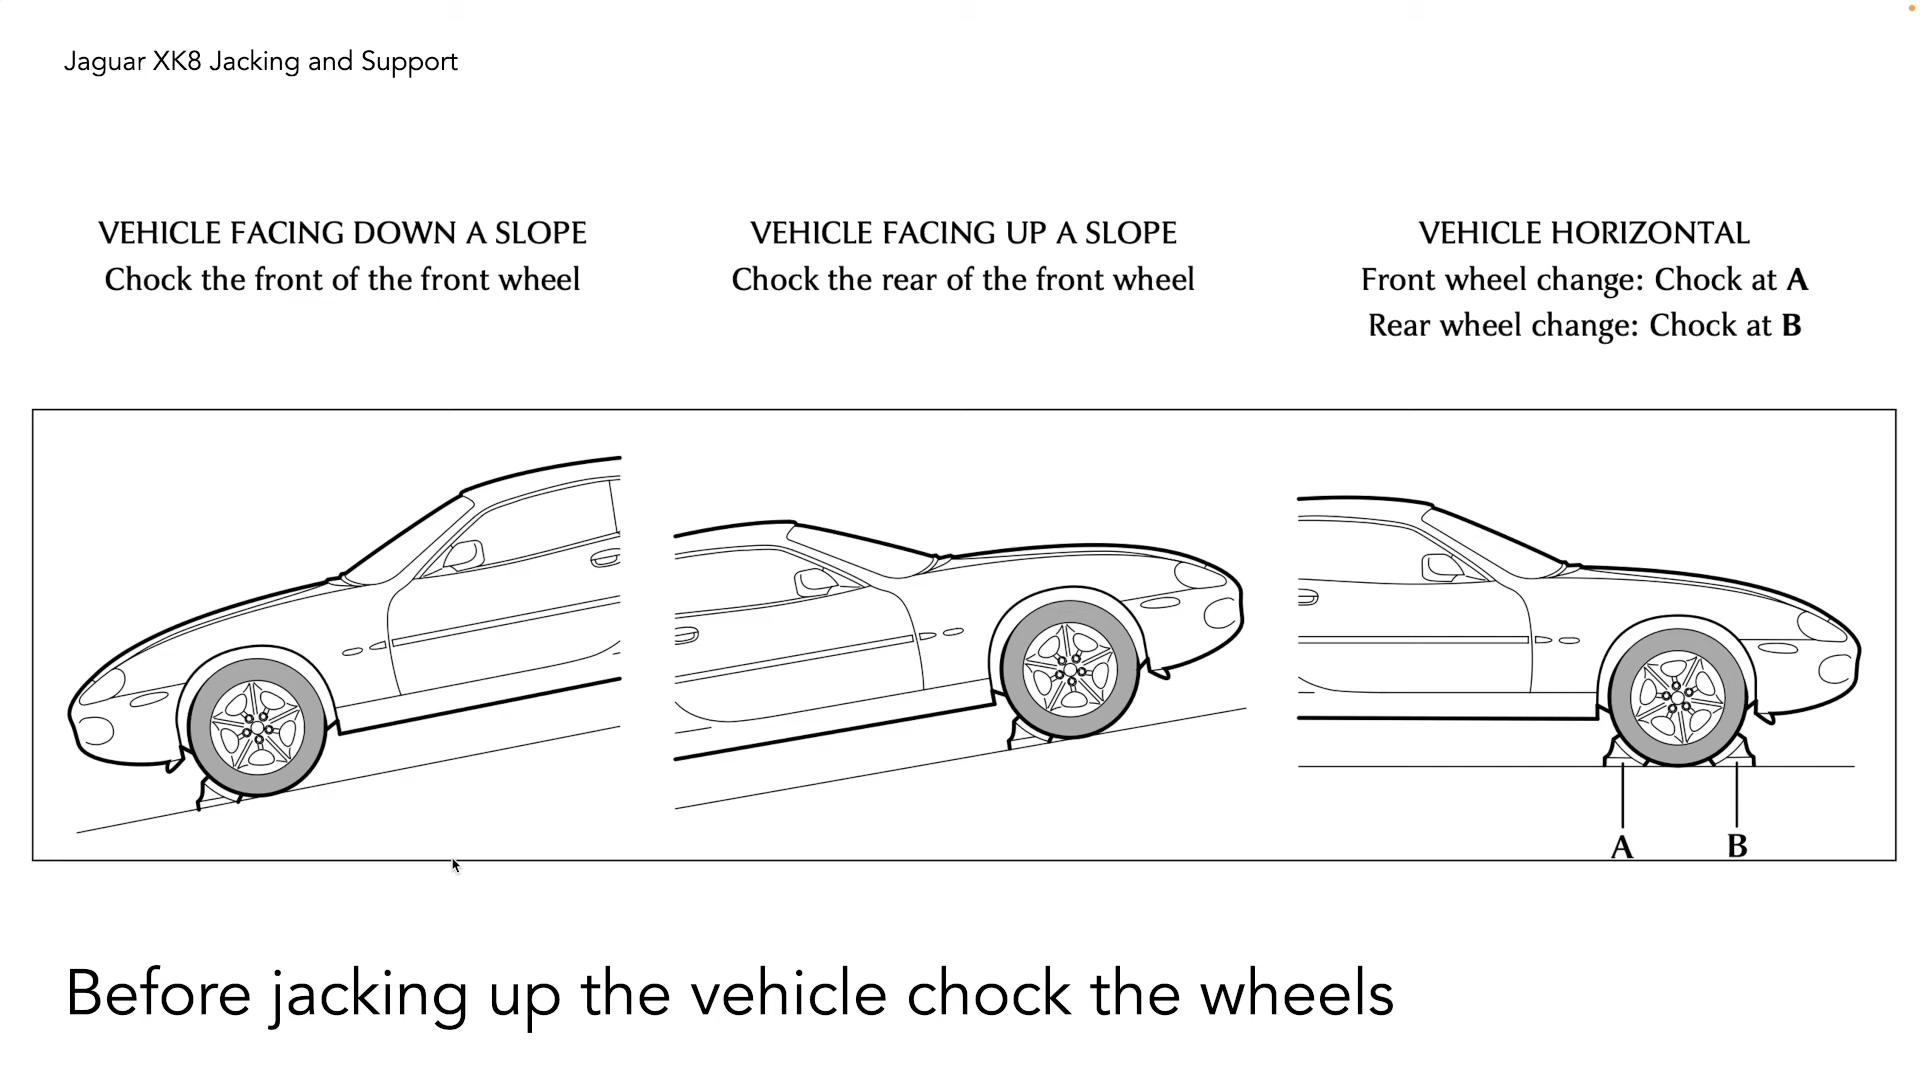 Jaguar XK8 Jacking and Support
VEHICLE FACING DOWN A SLOPE
Chock the front of the front wheel
VEHICLE FACING UP A SLOPE
Chock the rear of the front wheel
VEHICLE HORIZONTAL
Front wheel change: Chock at A
Rear wheel change: Chock at B
A
B
Before jacking up the vehicle chock the wheels